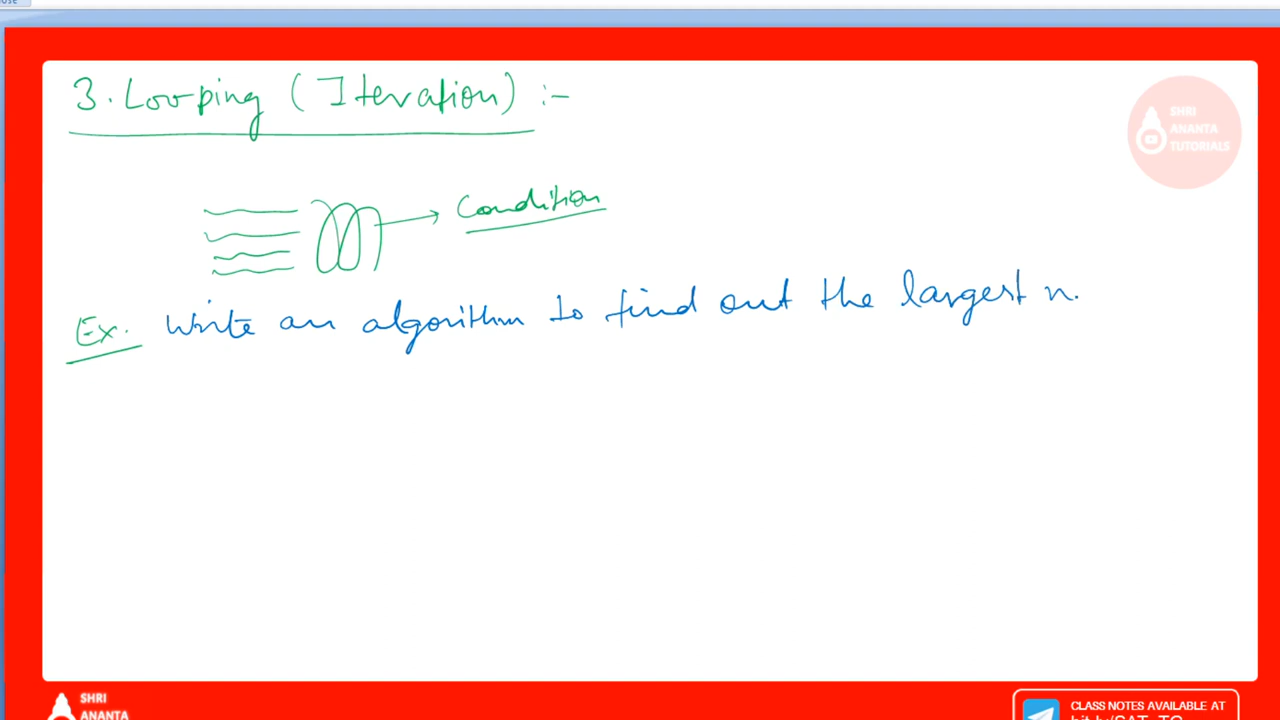 3. Looping (Iteration) :-
SHRI
ANANTA
TUTORIALS
Condition
Ex. Write an algorithm to find out the largest n.
SHRI
ANANTA
CLASS NOTES AVAILABLE AT